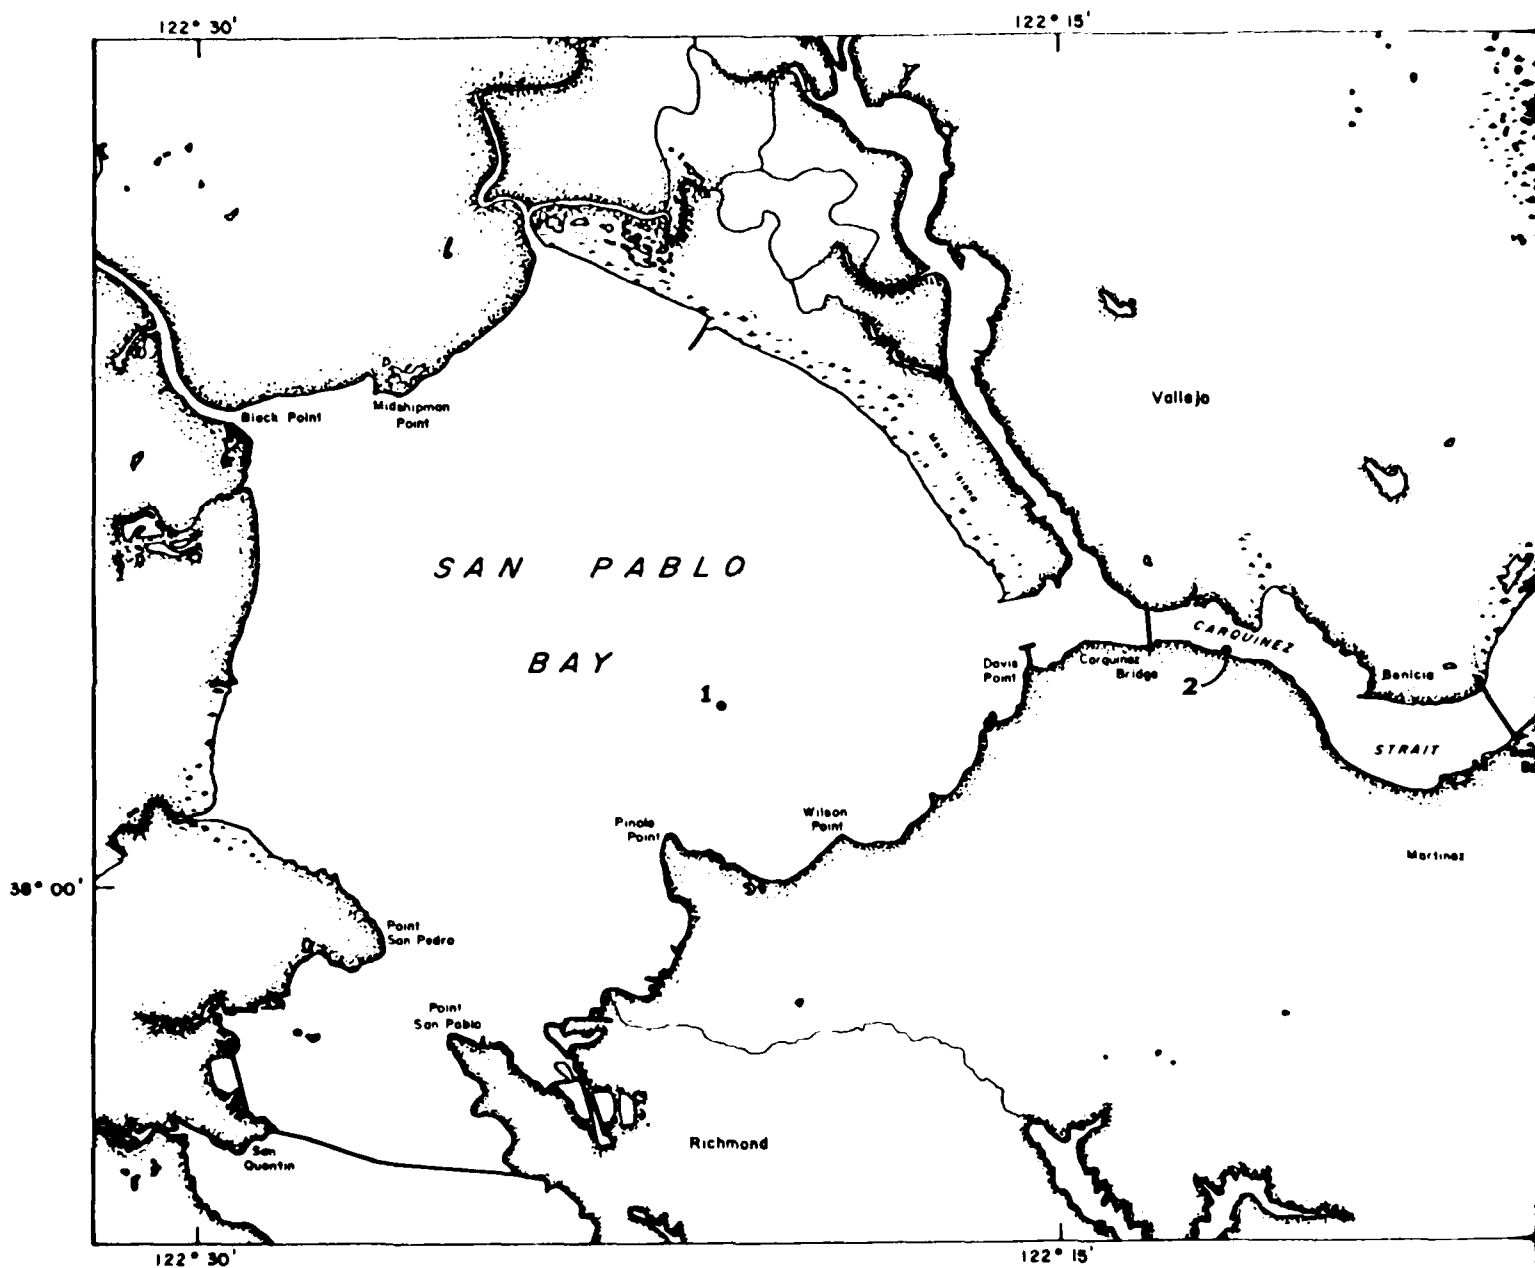 122° 30'
122° 15'
Black Point
Midshipman
Point
Vallejo
Mare Island
SAN PABLO
BAY
CARQUINEZ
STRAIT
Davis
Point
Carquinez
Bridge
Benicia
1
2
Wilson
Point
Pinole
Point
Martinez
38° 00'
Point
San Pedro
Point
San Pablo
Richmond
San
Quentin
122° 30'
122° 15'